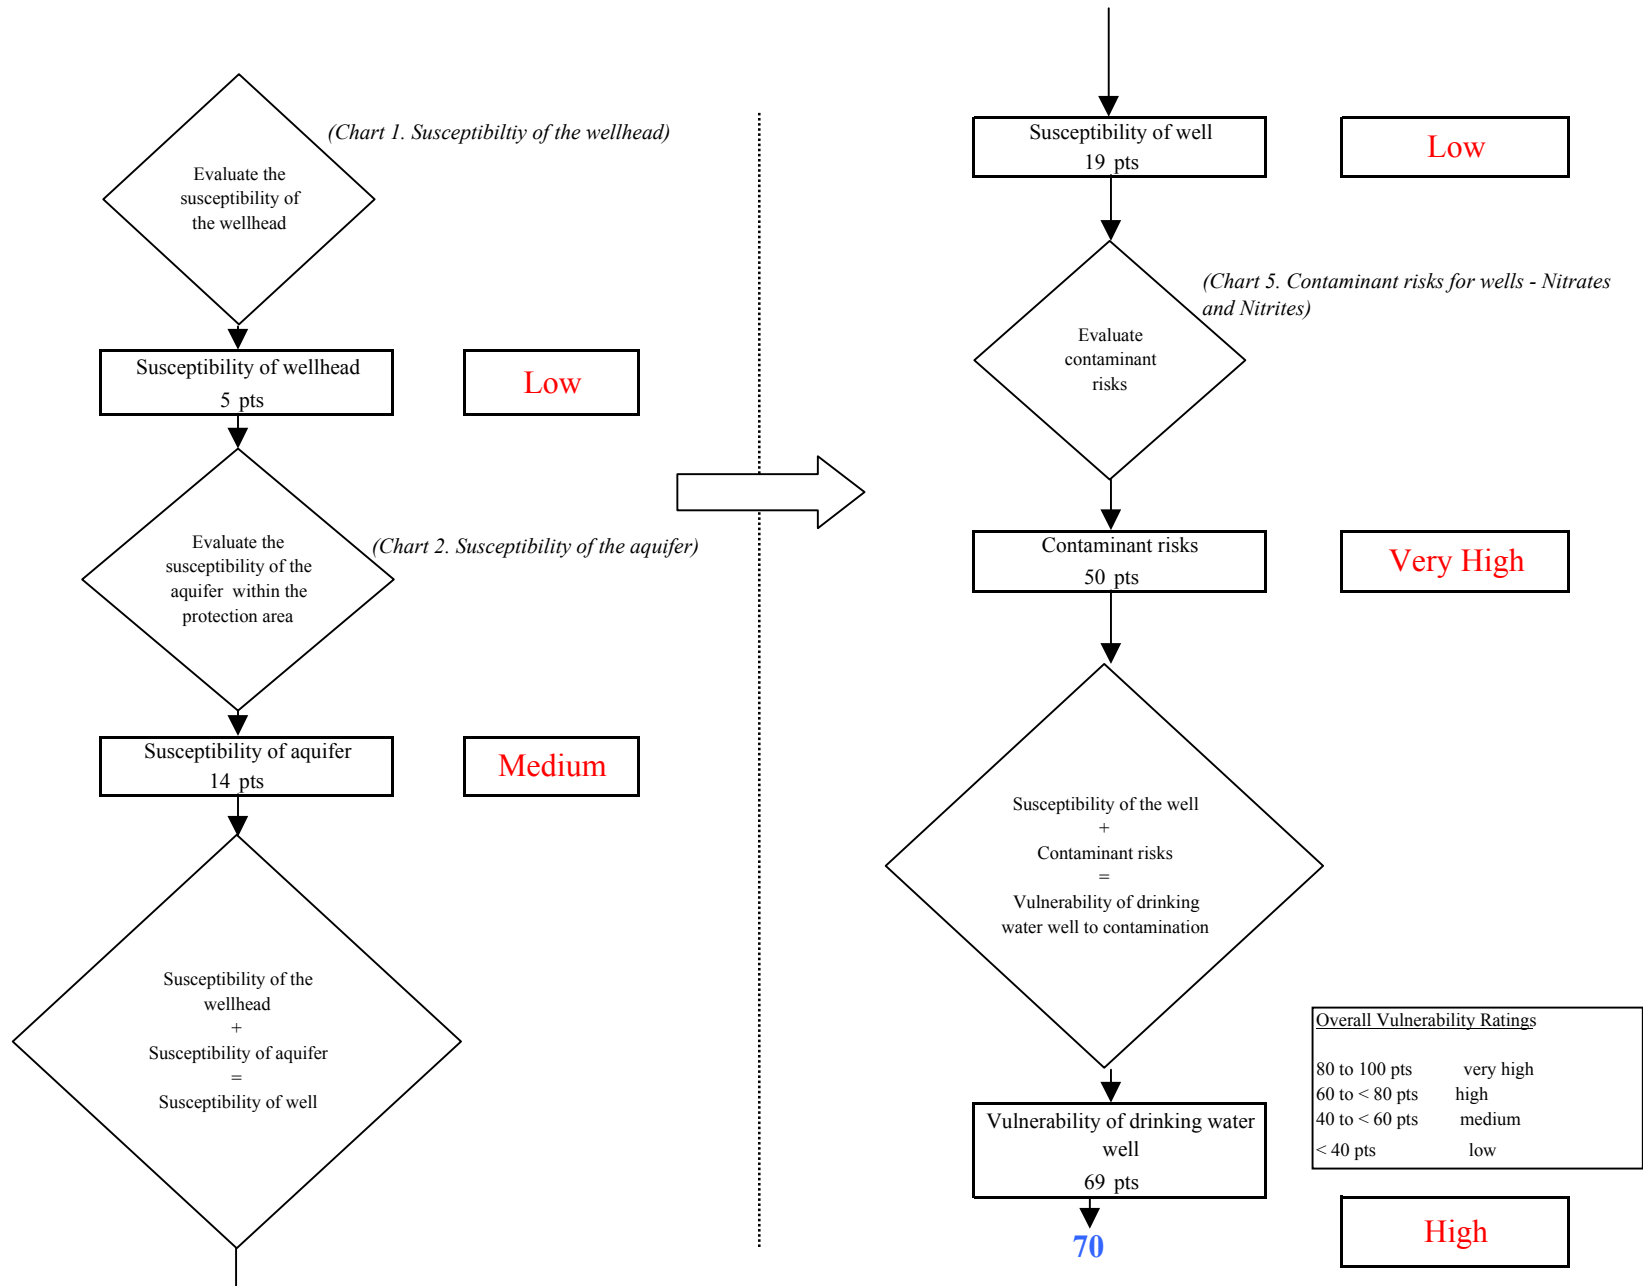 (Chart 1. Susceptibiltiy of the wellhead)
Evaluate the
susceptibility of
the wellhead
Susceptibility of wellhead
5 pts
Low
(Chart 2. Susceptibility of the aquifer)
Evaluate the
susceptibility of the
aquifer within the
protection area
Susceptibility of aquifer
14 pts
Medium
Susceptibility of the
wellhead
+
Susceptibility of aquifer
=
Susceptibility of well
Susceptibility of well
19 pts
Low
(Chart 5. Contaminant risks for wells - Nitrates
and Nitrites)
Evaluate
contaminant
risks
Contaminant risks
50 pts
Very High
Susceptibility of the well
+
Contaminant risks
=
Vulnerability of drinking
water well to contamination
Overall Vulnerability Ratings
80 to 100 pts very high
60 to < 80 pts high
40 to < 60 pts medium
< 40 pts low
Vulnerability of drinking water
well
69 pts
70
High